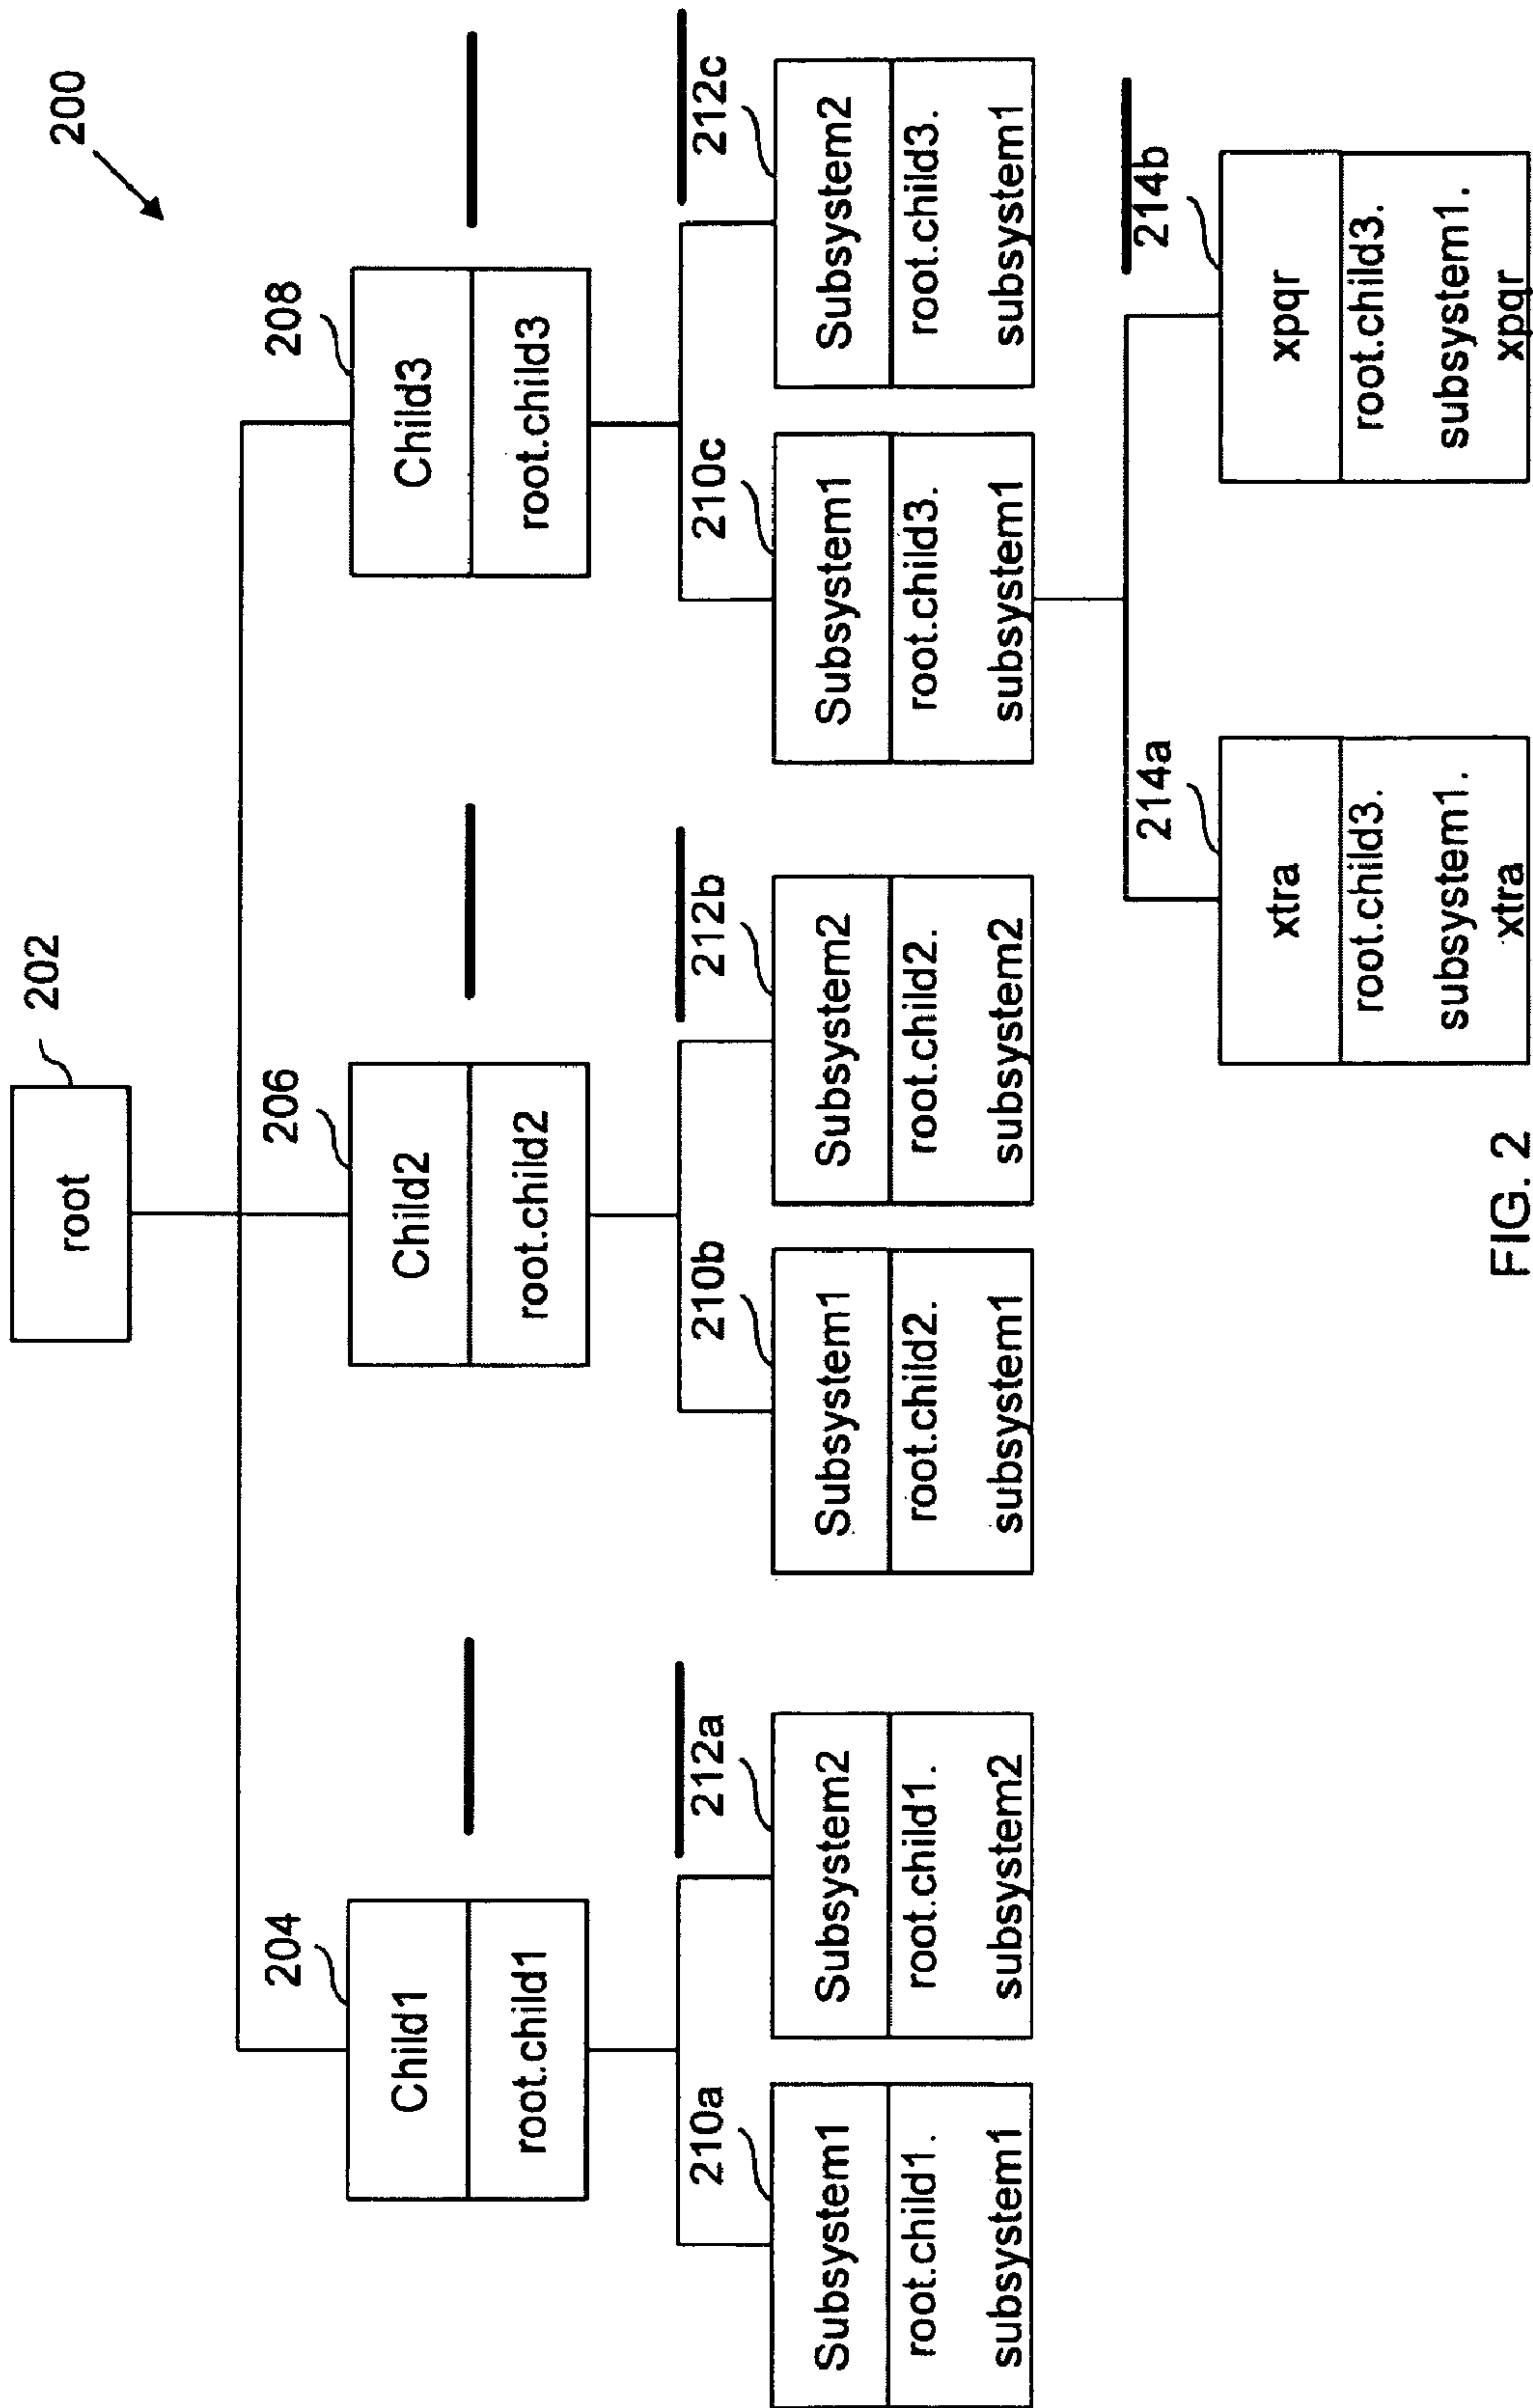 200
root
202
Child1
root.child1
204
Child2
root.child2
206
Child3
root.child3
208
Subsystem1
root.child1.
subsystem1
210a
Subsystem2
root.child1.
subsystem2
212a
Subsystem1
root.child2.
subsystem1
210b
Subsystem2
root.child2.
subsystem2
212b
Subsystem1
root.child3.
subsystem1
210c
Subsystem2
root.child3.
subsystem1
212c
xtra
root.child3.
subsystem1.
xtra
214a
xpqr
root.child3.
subsystem1.
xpqr
214b
FIG. 2